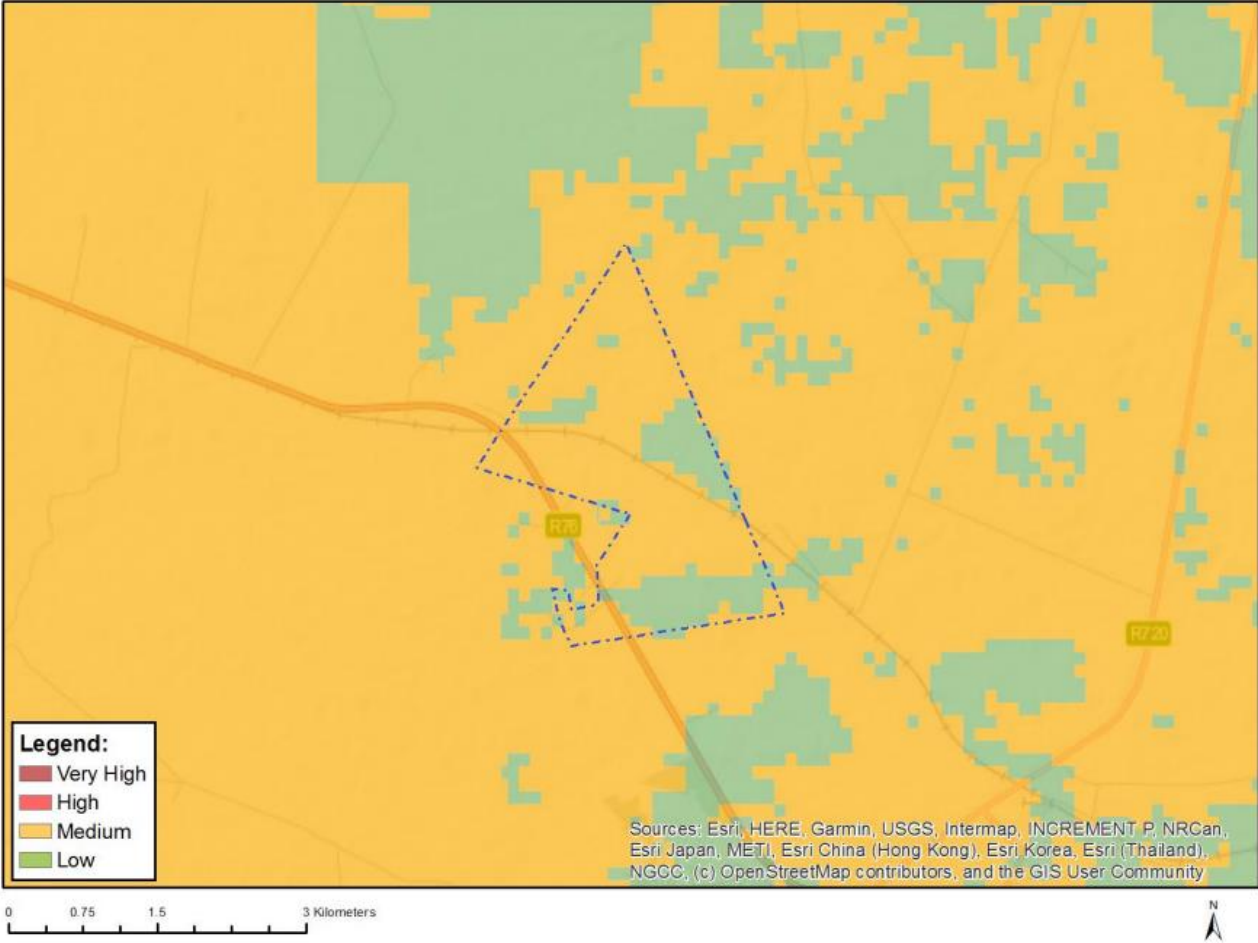 R76
R720
Legend:
Very High
High
Medium
Low
Sources: Esri, HERE, Garmin, USGS, Intermap, INCREMENT P, NRCan,
Esri Japan, METI, Esri China (Hong Kong), Esri Korea, Esri (Thailand),
NGCC, (c) OpenStreetMap contributors, and the GIS User Community
0 0.75 1.5 3 Kilometers
N